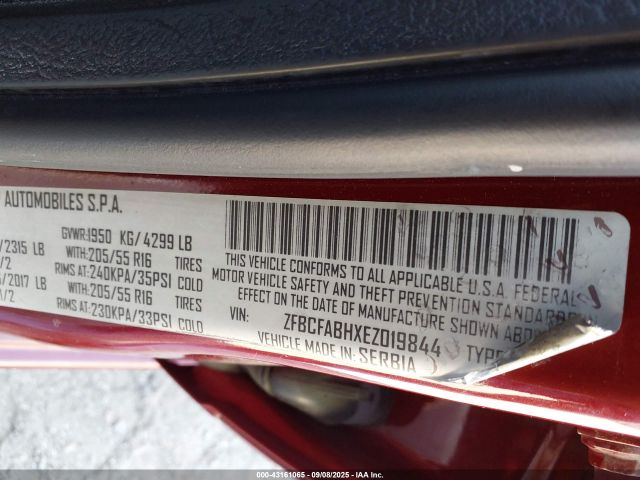 AUTOMOBILES S.P.A.
GVWR:1950 KG/4299 LB
/2315 LB WITH:205/55 R16 TIRES
/2 RIMS AT:240KPA/35PSI COLD
/2017 LB WITH:205/55 R16 TIRES
/2 RIMS AT:230KPA/33PSI COLD
THIS VEHICLE CONFORMS TO ALL APPLICABLE U.S.A. FEDERAL
MOTOR VEHICLE SAFETY AND THEFT PREVENTION STANDARDS
EFFECT ON THE DATE OF MANUFACTURE SHOWN ABOV
VIN: ZFBCFABHXEZ019844 TYPE
VEHICLE MADE IN: SERBIA
000-43161065 09/08/2025 IAA Inc.